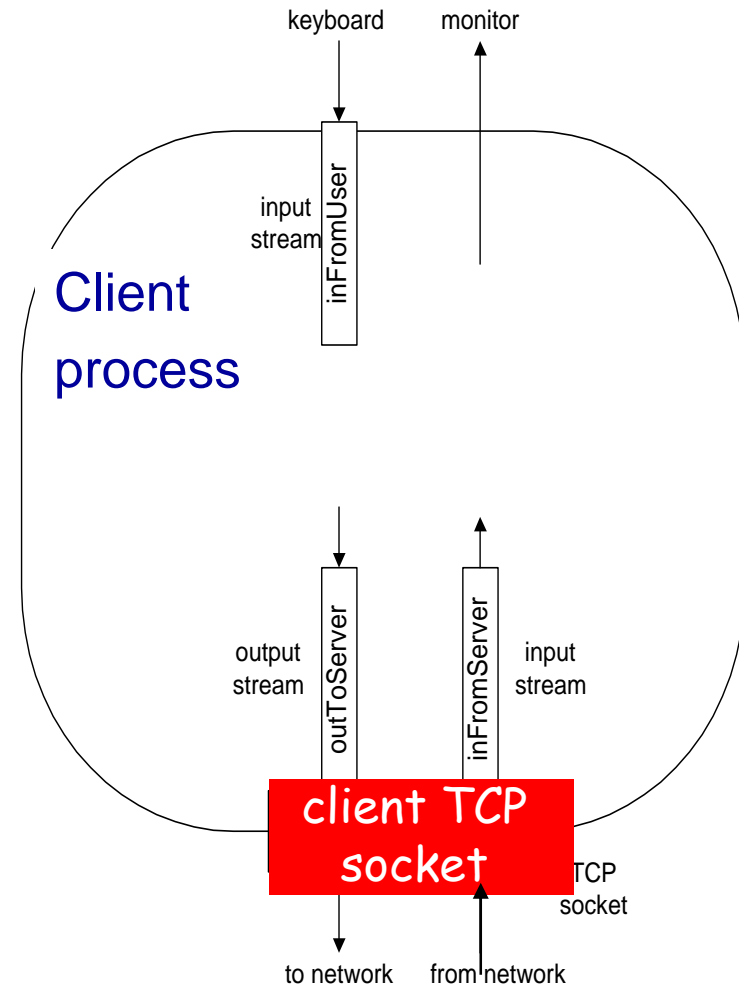 keyboard
monitor
input
stream
inFromUser
Client
process
output
stream
outToServer
inFromServer
input
stream
client TCP
socket
TCP
socket
to network
from network